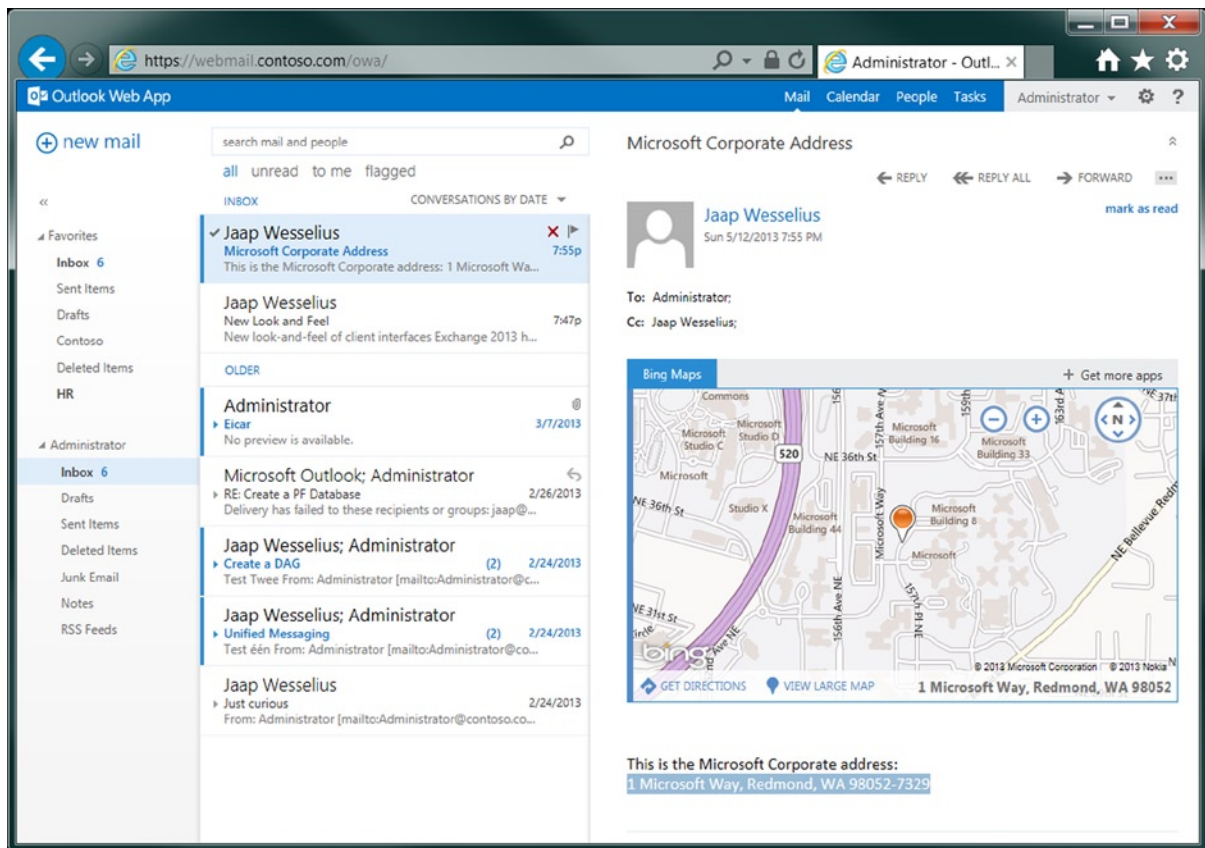 https://webmail.contoso.com/owa/
Administrator - Outl...
Outlook Web App
Mail Calendar People Tasks Administrator ?
new mail
«
Favorites
Inbox 6
Sent Items
Drafts
Contoso
Deleted Items
HR
Administrator
Inbox 6
Drafts
Sent Items
Deleted Items
Junk Email
Notes
RSS Feeds
search mail and people
all unread to me flagged
INBOX CONVERSATIONS BY DATE
Jaap Wesselius
Microsoft Corporate Address 7:55p
This is the Microsoft Corporate address: 1 Microsoft Wa...
Jaap Wesselius
New Look and Feel 7:47p
New look-and-feel of client interfaces Exchange 2013 h...
OLDER
Administrator
Eicar 3/7/2013
No preview is available.
Microsoft Outlook; Administrator
RE: Create a PF Database 2/26/2013
Delivery has failed to these recipients or groups: jaap@...
Jaap Wesselius; Administrator
Create a DAG (2) 2/24/2013
Test Twee From: Administrator [mailto:Administrator@c...
Jaap Wesselius; Administrator
Unified Messaging (2) 2/24/2013
Test één From: Administrator [mailto:Administrator@co...
Jaap Wesselius
Just curious 2/24/2013
From: Administrator [mailto:Administrator@contoso.co...
Microsoft Corporate Address
REPLY REPLY ALL FORWARD ...
Jaap Wesselius mark as read
Sun 5/12/2013 7:55 PM
To: Administrator;
Cc: Jaap Wesselius;
Bing Maps + Get more apps
Commons
Microsoft
Studio C
Microsoft
Studio D
520
NE 36th St
157th Ave N
Microsoft
Building 16
159th
Microsoft
Building 33
163rd A
N
Microsoft
NE 36th St
Studio X
Microsoft
Building 44
Microsoft Way
Microsoft
Building 8
Microsoft
NE Bellevue Redm
NE 31st St
156th Ave NE
157th Pl NE
bing
© 2013 Microsoft Corporation © 2013 Nokia
GET DIRECTIONS VIEW LARGE MAP 1 Microsoft Way, Redmond, WA 98052
This is the Microsoft Corporate address:
1 Microsoft Way, Redmond, WA 98052-7329